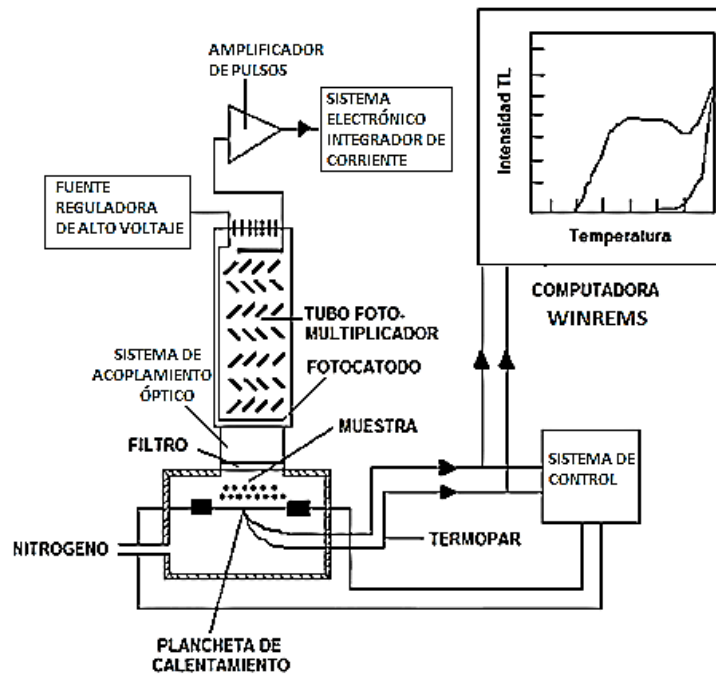 AMPLIFICADOR
DE PULSOS
SISTEMA
ELECTRÓNICO
INTEGRADOR DE
CORRIENTE
FUENTE
REGULADORA
DE ALTO VOLTAJE
Intensidad TL
Temperatura
COMPUTADORA
WINREMS
TUBO FOTO-
MULTIPLICADOR
SISTEMA DE
ACOPLAMIENTO
ÓPTICO
FOTOCATODO
MUESTRA
FILTRO
SISTEMA DE
CONTROL
NITROGENO
TERMOPAR
PLANCHETA DE
CALENTAMIENTO